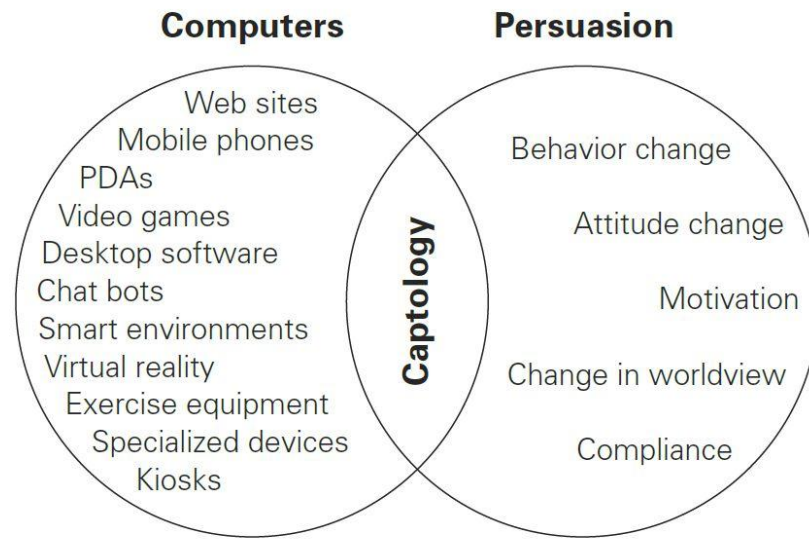 Computers
Persuasion
Web sites
Mobile phones
PDAs
Video games
Desktop software
Chat bots
Smart environments
Virtual reality
Exercise equipment
Specialized devices
Kiosks
Captology
Behavior change
Attitude change
Motivation
Change in worldview
Compliance